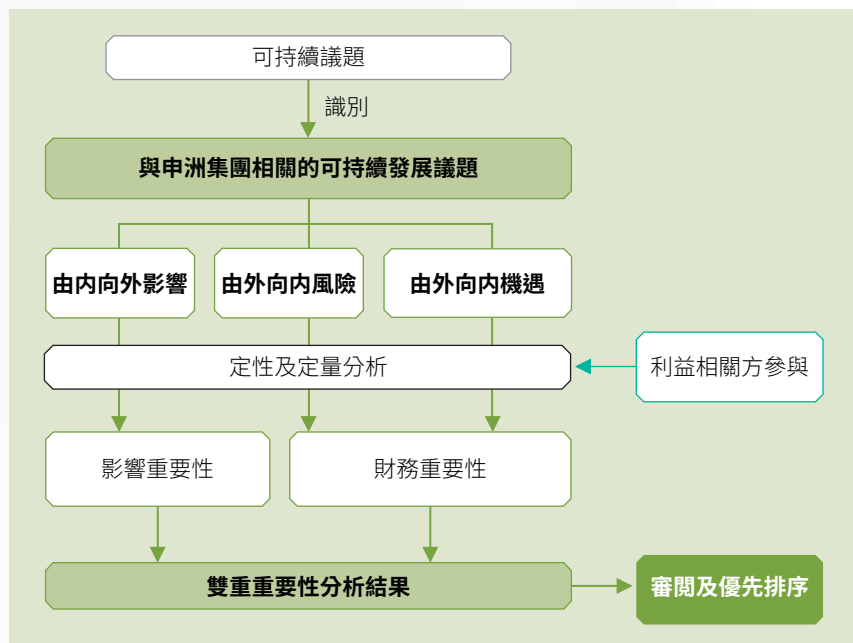 可持續議題
識別
與申洲集團相關的可持續發展議題
由内向外影響
由外向内風險
由外向内機遇
定性及定量分析
利益相關方參與
影響重要性
財務重要性
雙重重要性分析結果
審閲及優先排序